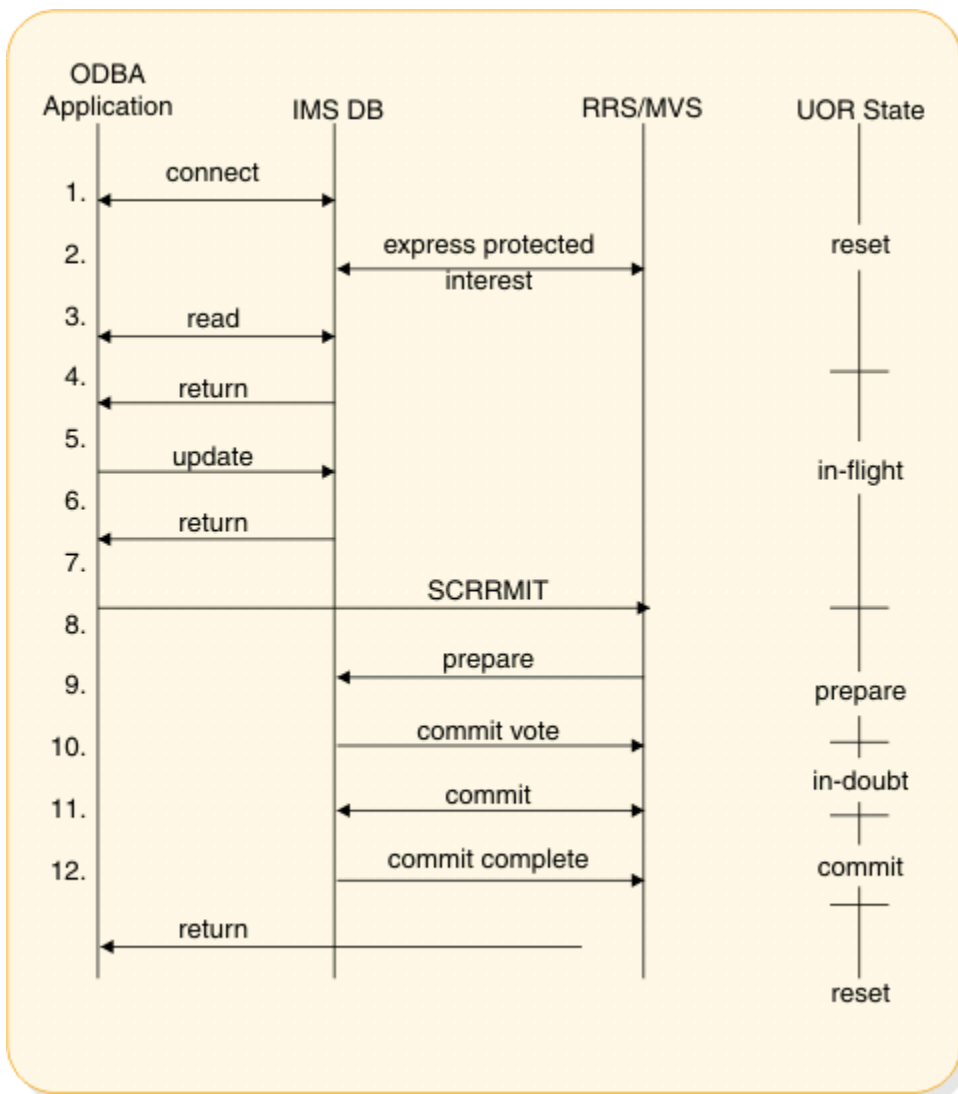 ODBA
Application
IMS DB
RRS/MVS
UOR State
connect
1.
express protected
reset
2.
interest
3.
read
4.
return
5.
update
in-flight
6.
return
7.
SCRRMIT
8.
prepare
9.
prepare
commit vote
10.
in-doubt
commit
11.
commit complete
12.
commit
return
reset